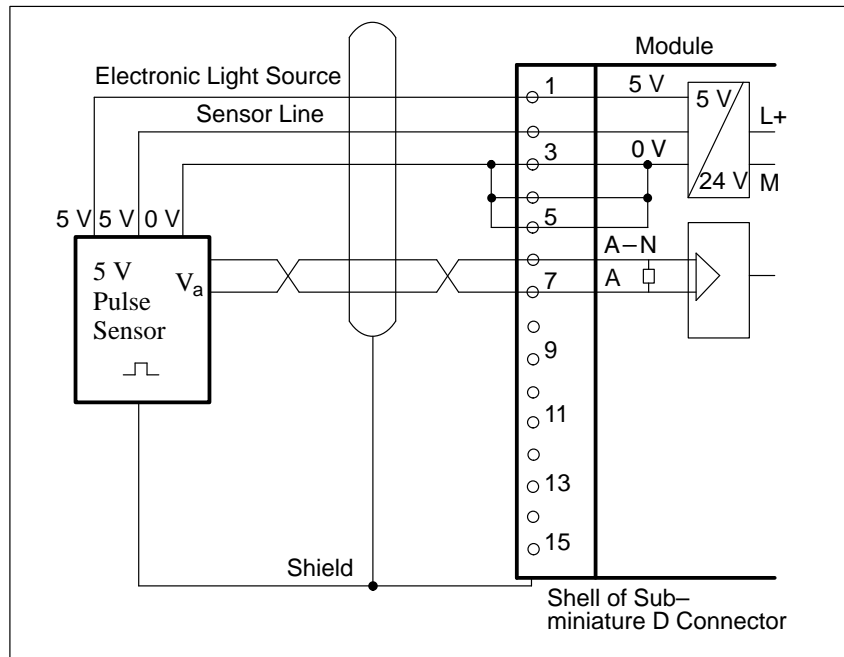 Module
Electronic Light Source
1
5 V
5 V
L+
Sensor Line
3
0 V
24 V
M
5 V 5 V 0 V
5
A–N
5 V
Pulse
Sensor
Va
7
A
9
11
13
15
Shield
Shell of Sub–
miniature D Connector